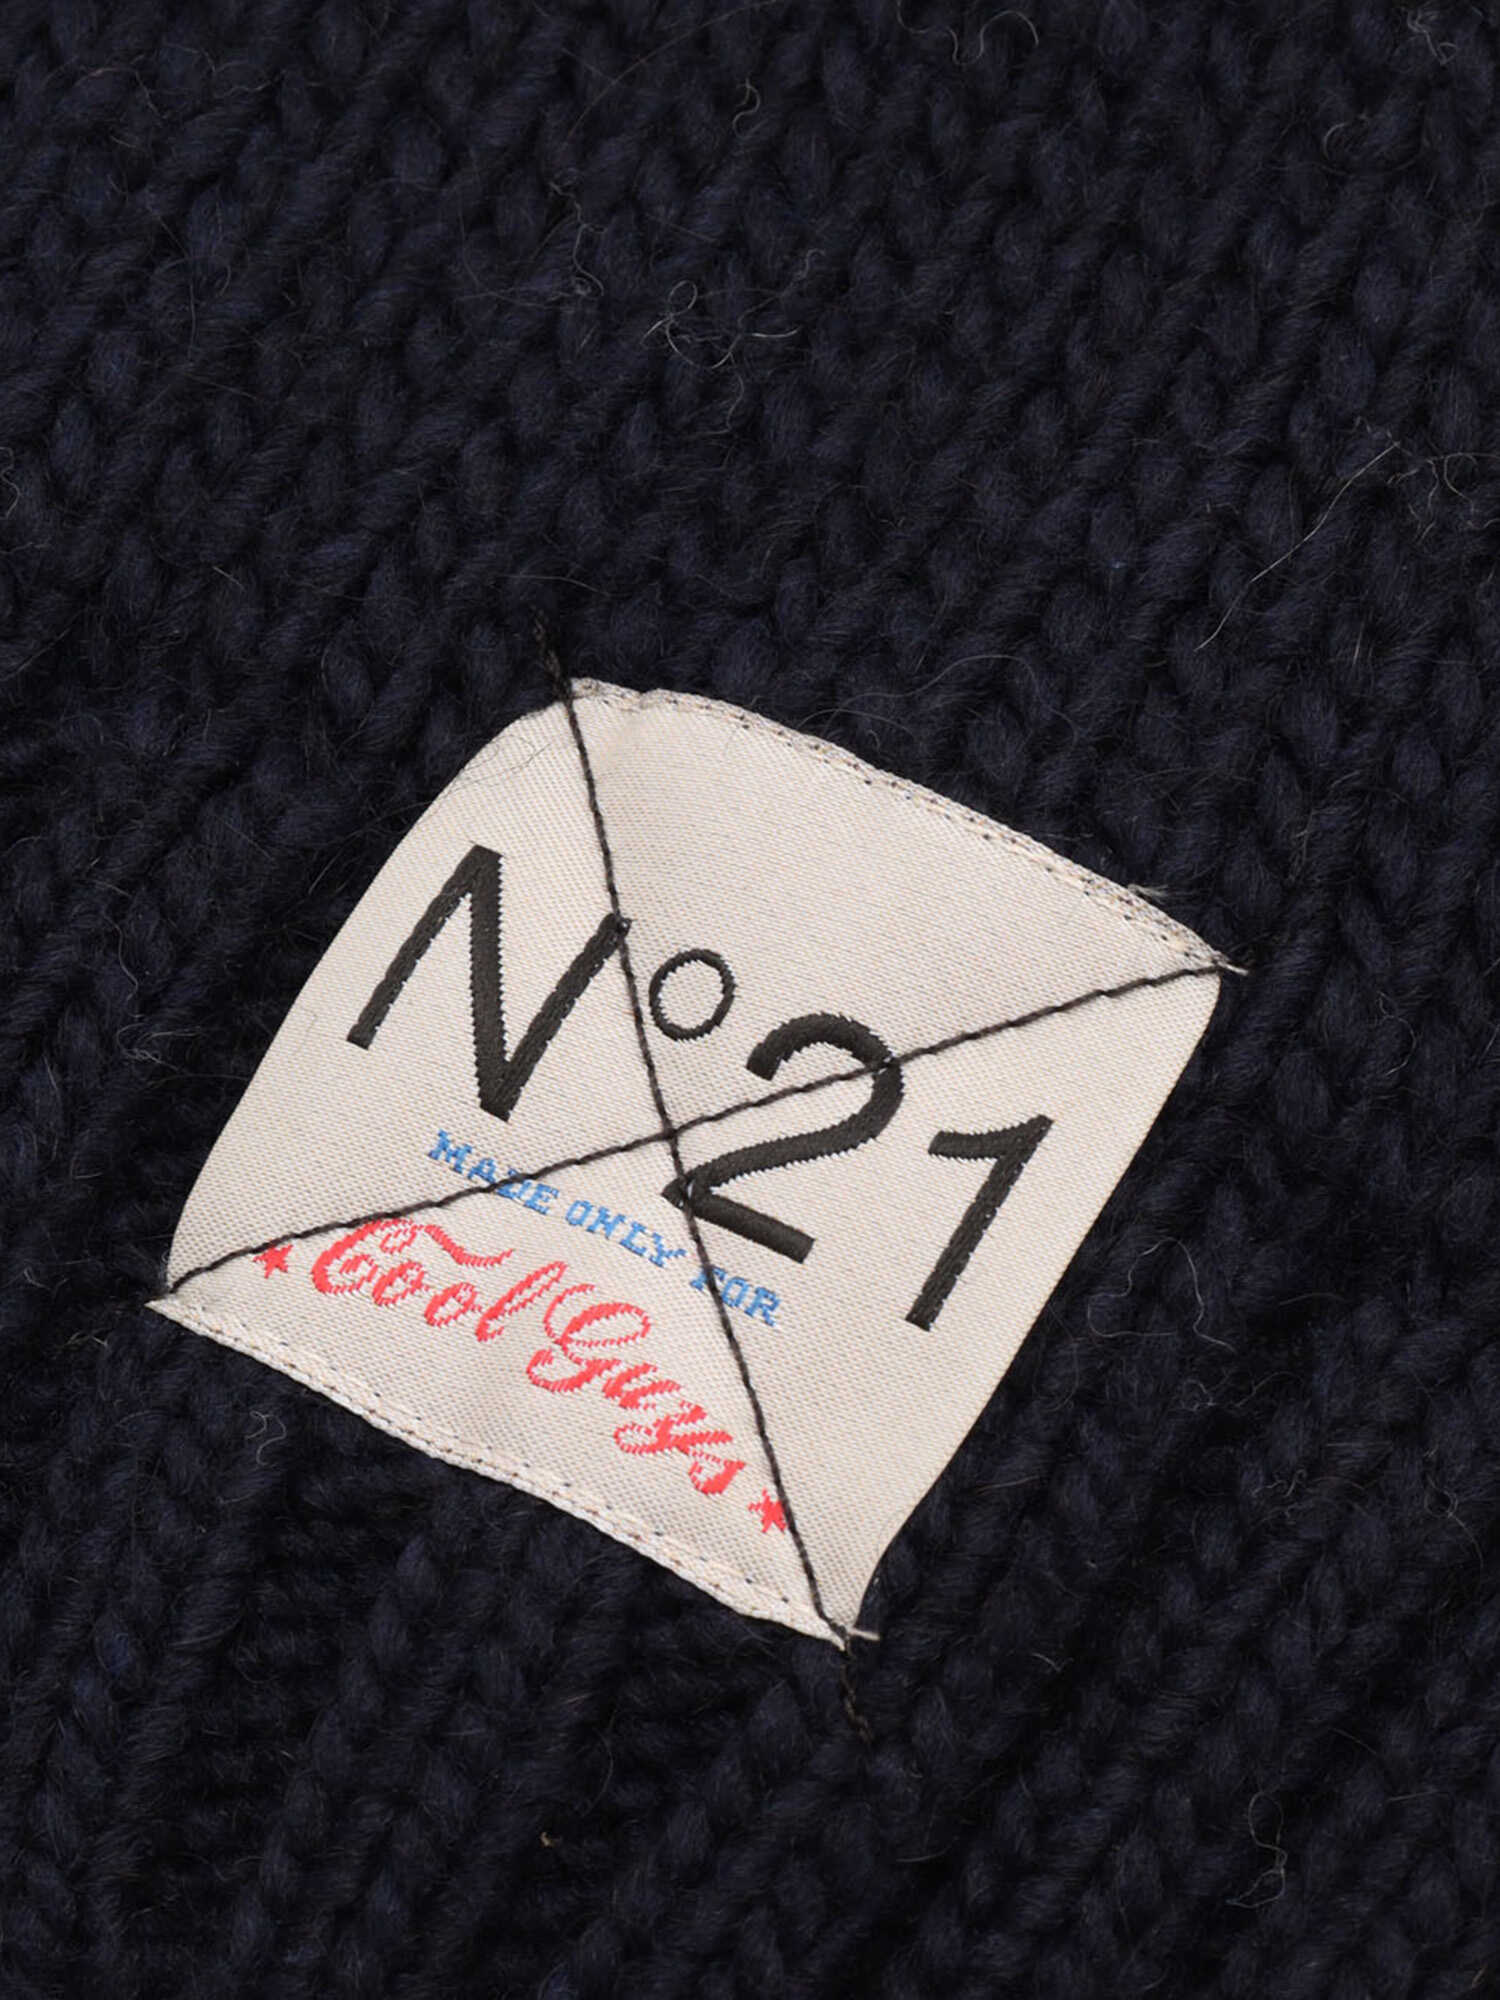 N°21
MADE ONLY FOR
★ Cool Guys ★